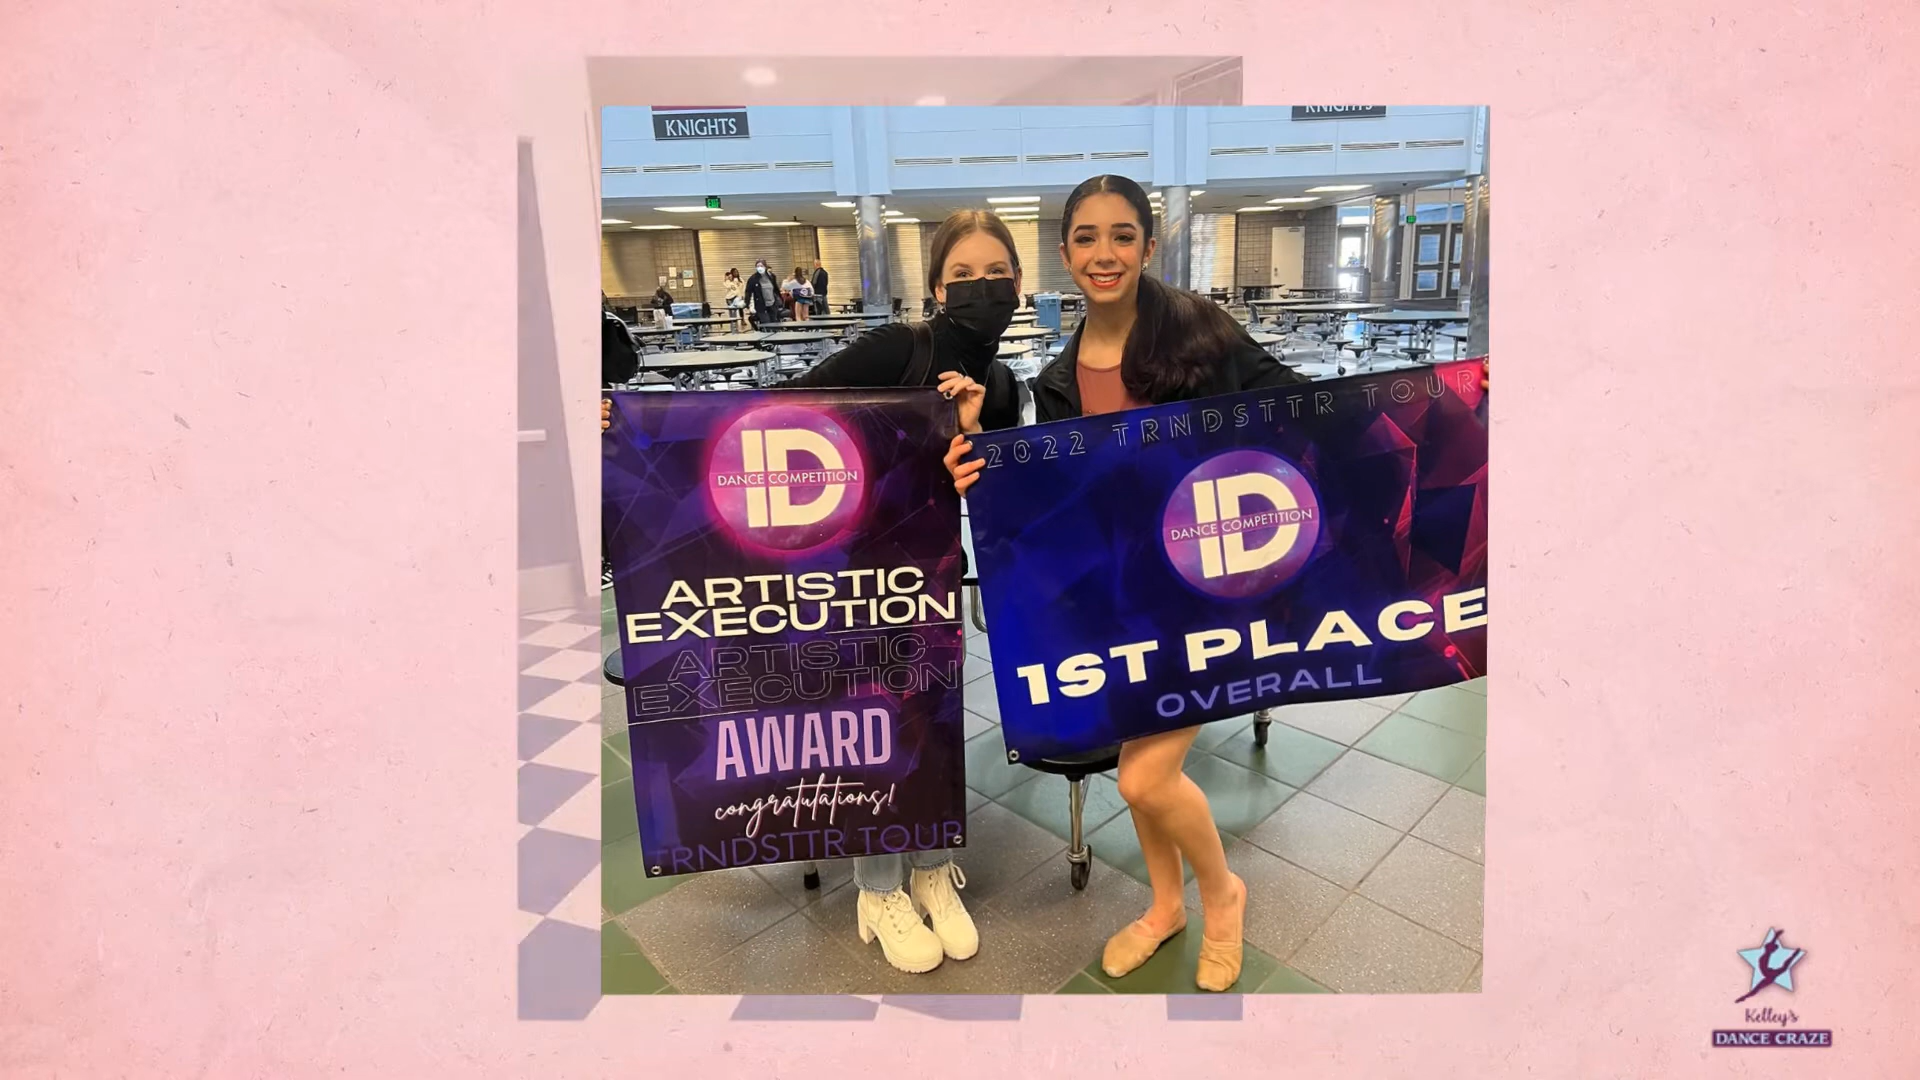 KNIGHTS
KNIGHTS
ID
DANCE COMPETITION
ARTISTIC
EXECUTION
ARTISTIC
EXECUTION
AWARD
congratulations!
TRNDSTTR TOUR
2022 TRNDSTTR TOUR
ID
DANCE COMPETITION
1ST PLACE
OVERALL
Kelley's
DANCE CRAZE